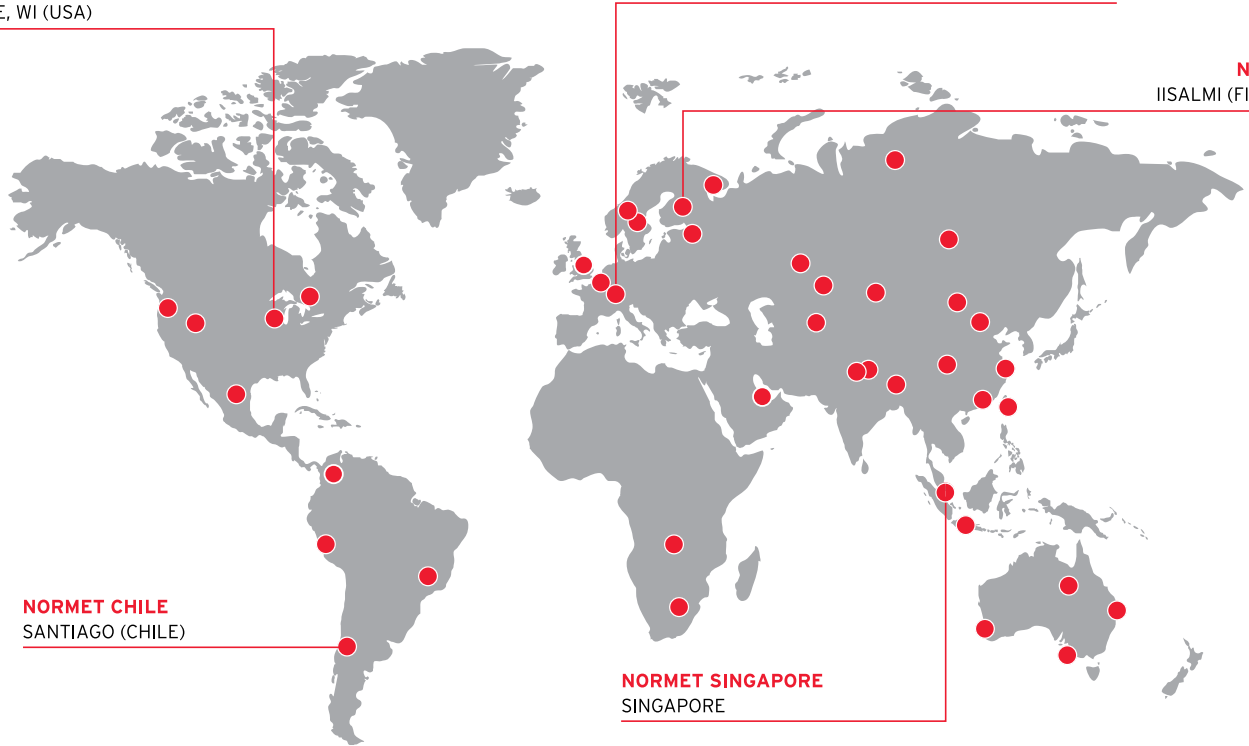 E, WI (USA)
N
IISALMI (FI
NORMET CHILE
SANTIAGO (CHILE)
NORMET SINGAPORE
SINGAPORE